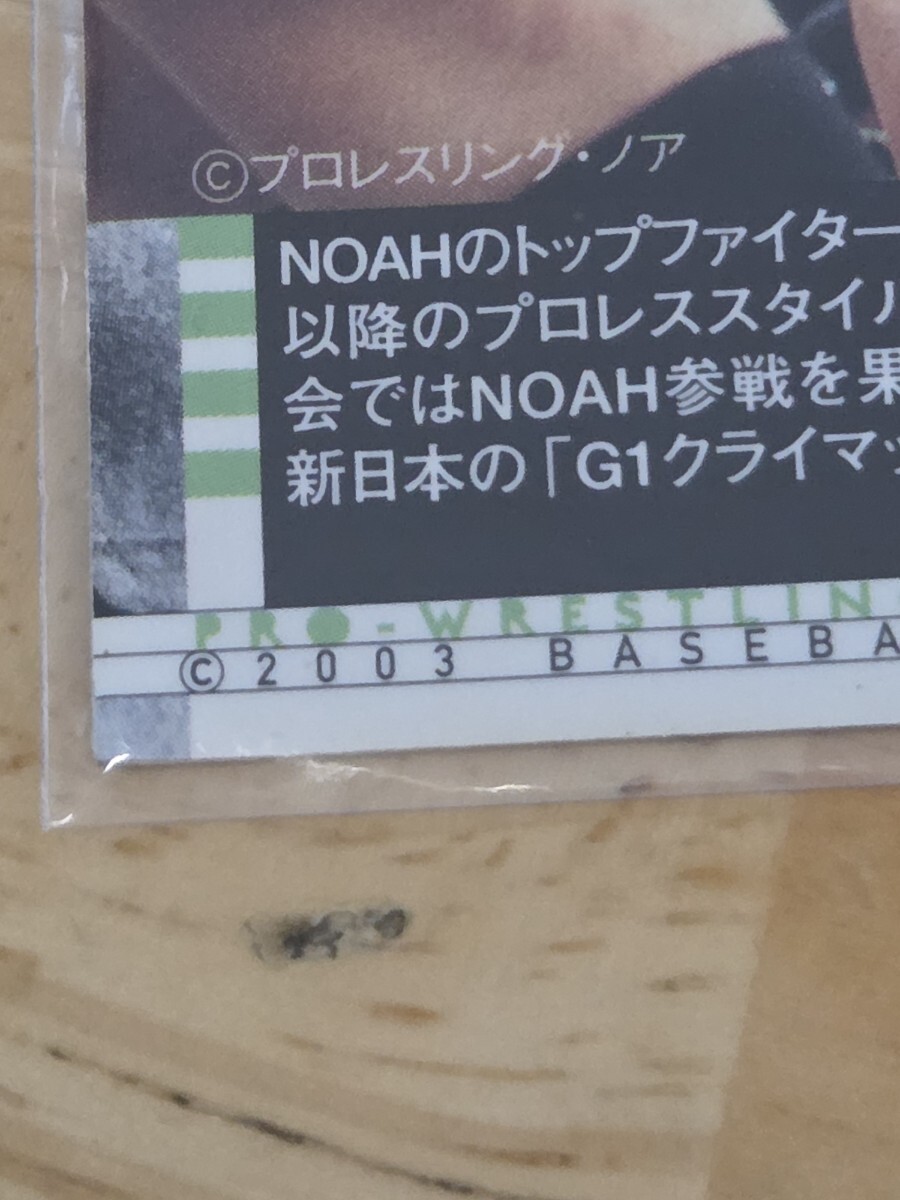 ©プロレスリング・ノア
NOAHのトップファイター
以降のプロレススタイル
会ではNOAH参戦を果
新日本の「G1クライマッ
PRO-WRESTLIN
©2003 BASEBA